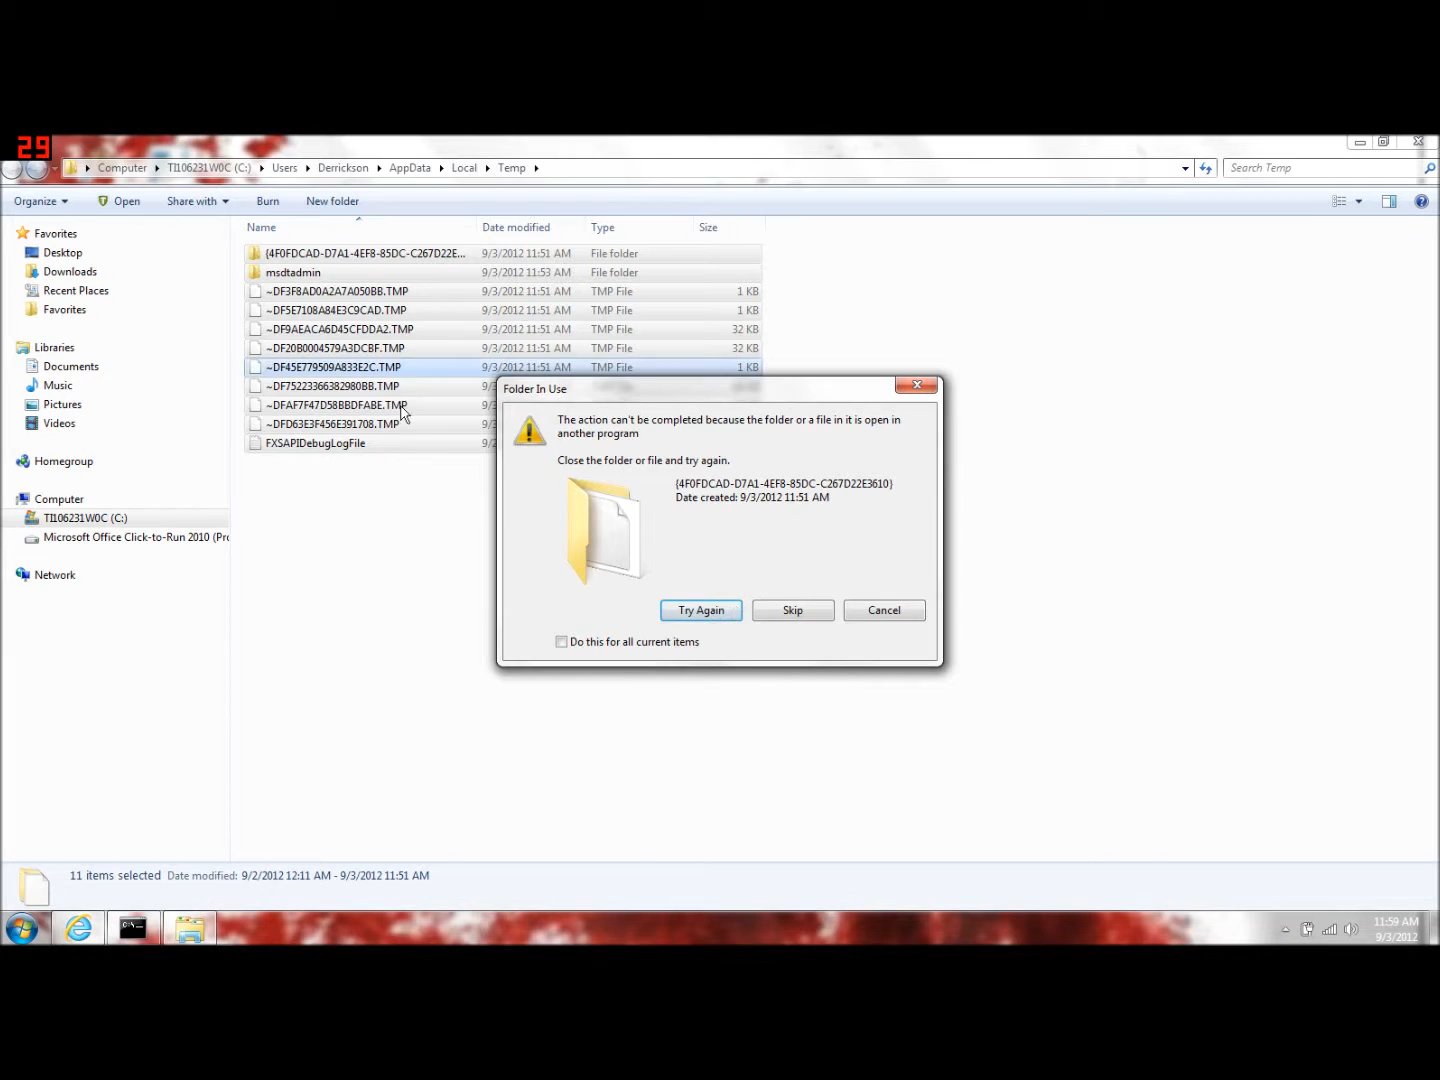 29
Computer TI106231W0C (C:) Users Derrickson AppData Local Temp
Search Temp
Organize Open Share with Burn New folder
Name Date modified Type Size
Favorites
Desktop
Downloads
Recent Places
Favorites
Libraries
Documents
Music
Pictures
Videos
Homegroup
Computer
TI106231W0C (C:)
Microsoft Office Click-to-Run 2010 (Pro
Network
{4F0FDCAD-D7A1-4EF8-85DC-C267D22E... 9/3/2012 11:51 AM File folder
msdtadmin 9/3/2012 11:53 AM File folder
~DF3F8AD0A2A7A050BB.TMP 9/3/2012 11:51 AM TMP File 1 KB
~DF5E7108A84E3C9CAD.TMP 9/3/2012 11:51 AM TMP File 1 KB
~DF9AEACA6D45CFDDA2.TMP 9/3/2012 11:51 AM TMP File 32 KB
~DF20B0004579A3DCBF.TMP 9/3/2012 11:51 AM TMP File 32 KB
~DF45E779509A833E2C.TMP 9/3/2012 11:51 AM TMP File 1 KB
~DF75223366382980BB.TMP
~DFAF7F47D58BBDFABE.TMP
~DFD63E3F456E391708.TMP
FXSAPIDebugLogFile
Folder In Use
The action can't be completed because the folder or a file in it is open in
another program
Close the folder or file and try again.
{4F0FDCAD-D7A1-4EF8-85DC-C267D22E3610}
Date created: 9/3/2012 11:51 AM
Try Again Skip Cancel
Do this for all current items
11 items selected Date modified: 9/2/2012 12:11 AM - 9/3/2012 11:51 AM
11:59 AM
9/3/2012